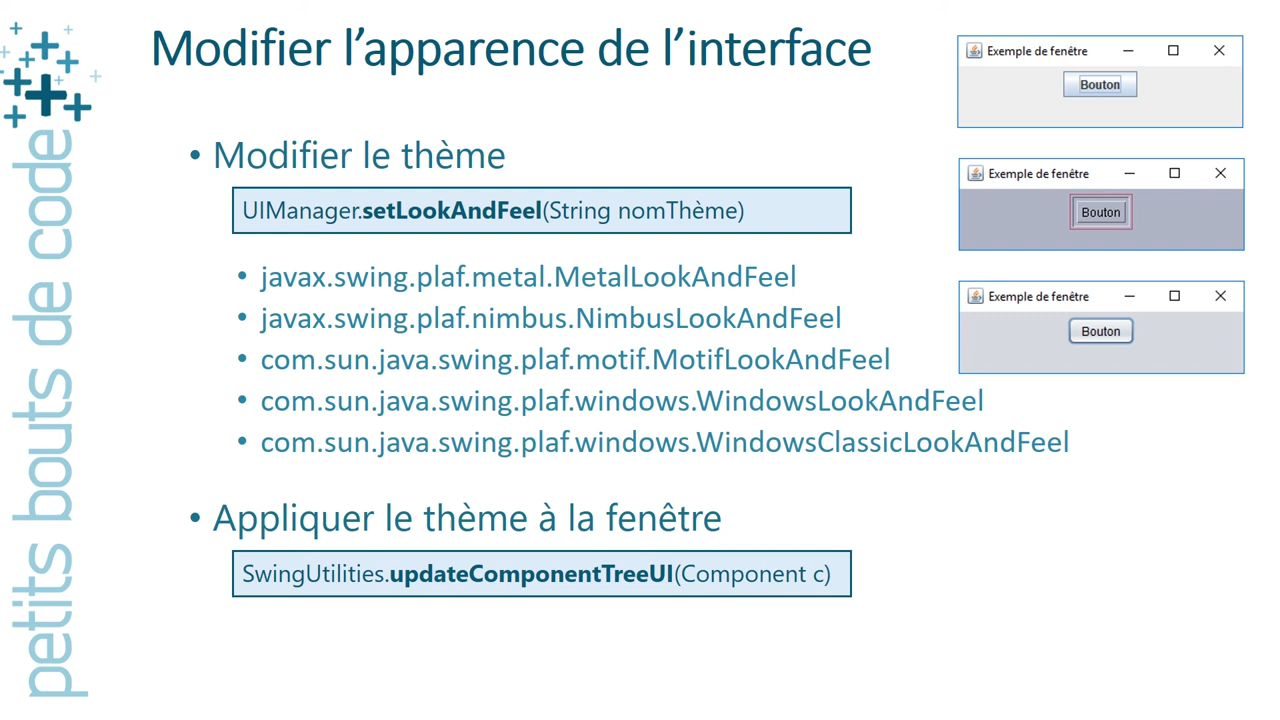 Modifier l’apparence de l’interface
• Modifier le thème
UIManager.setLookAndFeel(String nomThème)
• javax.swing.plaf.metal.MetalLookAndFeel
• javax.swing.plaf.nimbus.NimbusLookAndFeel
• com.sun.java.swing.plaf.motif.MotifLookAndFeel
• com.sun.java.swing.plaf.windows.WindowsLookAndFeel
• com.sun.java.swing.plaf.windows.WindowsClassicLookAndFeel
• Appliquer le thème à la fenêtre
SwingUtilities.updateComponentTreeUI(Component c)
Exemple de fenêtre
Bouton
Exemple de fenêtre
Bouton
Exemple de fenêtre
Bouton
petits bouts de code